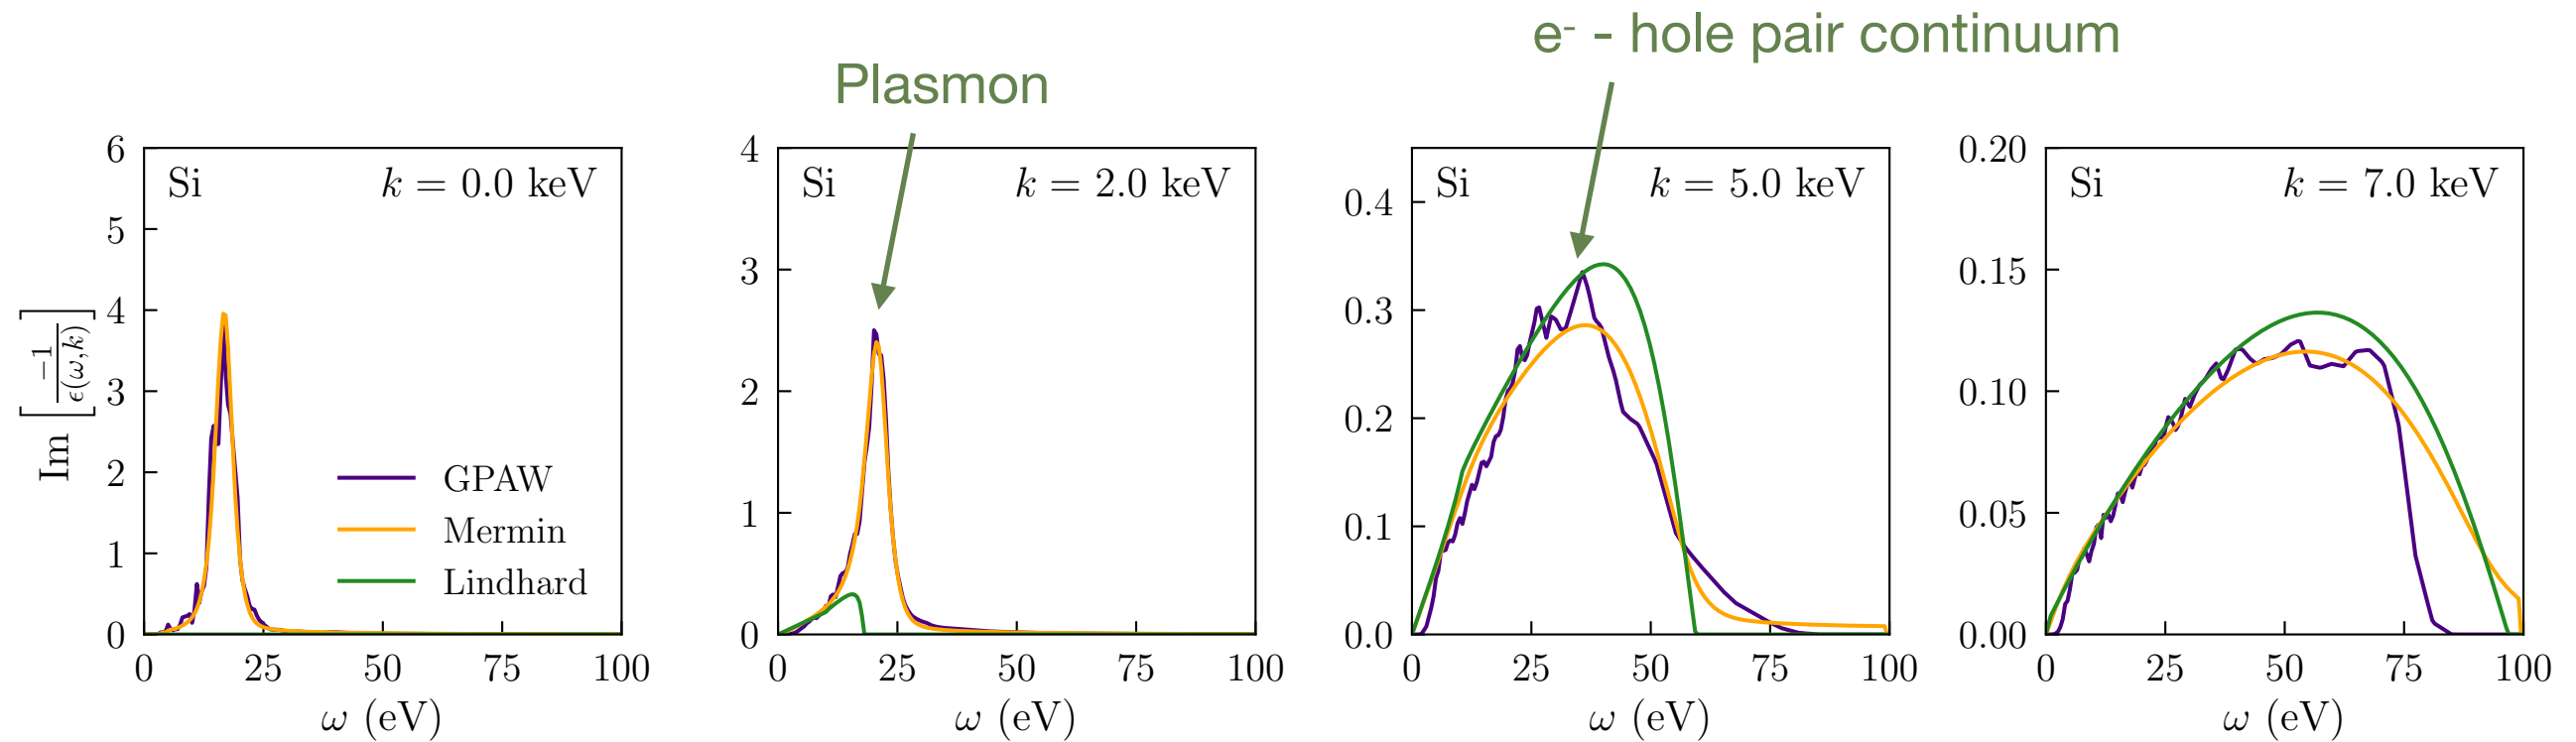 e⁻ - hole pair continuum
Plasmon
Im [−1/ϵ(ω,k)]
Si k = 0.0 keV
6
5
4
3
2
1
0
GPAW
Mermin
Lindhard
0 25 50 75 100
ω (eV)
Si k = 2.0 keV
4
3
2
1
0
0 25 50 75 100
ω (eV)
Si k = 5.0 keV
0.4
0.3
0.2
0.1
0.0
0 25 50 75 100
ω (eV)
Si k = 7.0 keV
0.20
0.15
0.10
0.05
0.00
0 25 50 75 100
ω (eV)